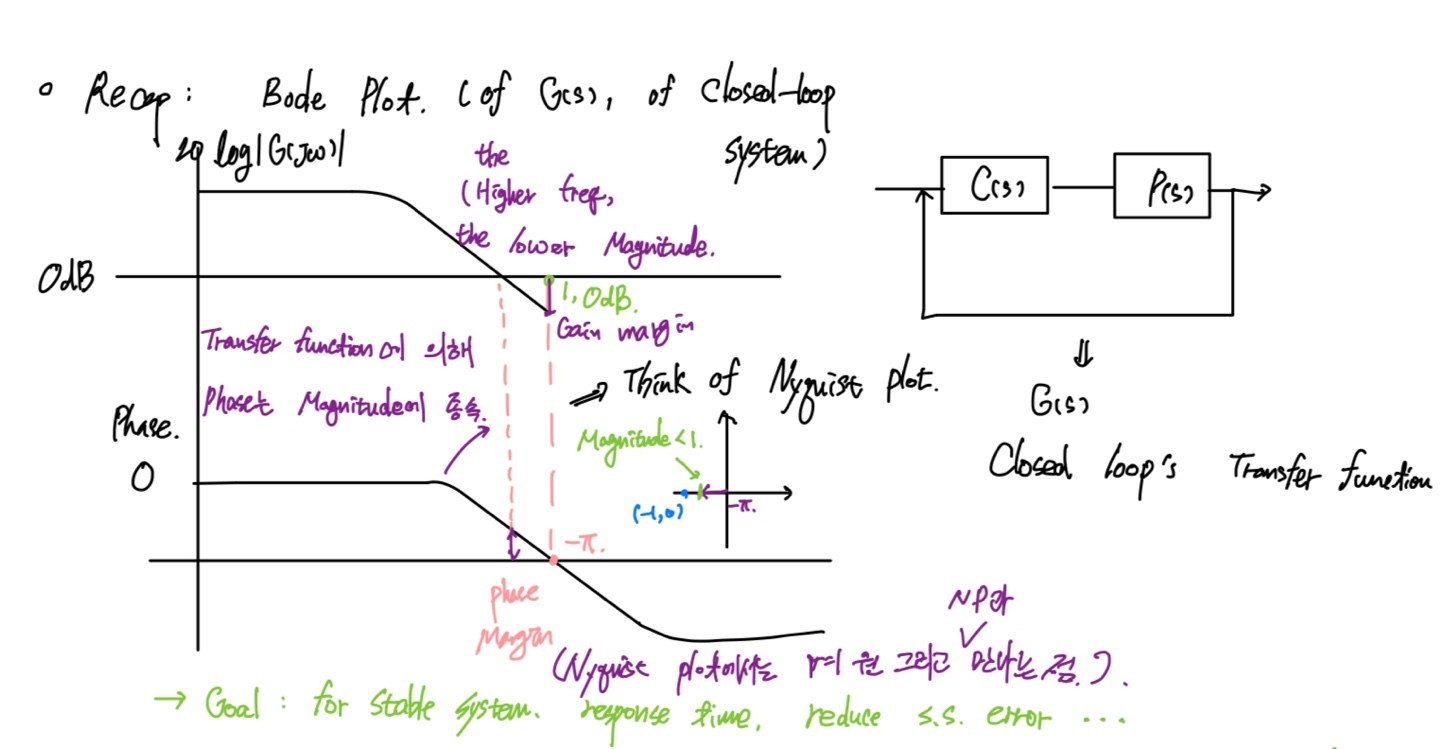 Recap : Bode Plot. (of G(s), of closed-loop
system)
20 log|G(jω)|
the
(Higher freq,
the lower Magnitude.
0dB
1, 0dB.
Gain margin
Transfer function에 의해
Phase는 Magnitude에 종속.
⇒ Think of Nyquist plot.
Magnitude<1.
(-1,0)
-π.
Phase.
0
-π.
phase
Margin
C(s)
P(s)
⇓
G(s)
Closed loop's Transfer function
NP와
(Nyquist plot에서는 r=1 원 그리고 만나는 점.).
→ Goal : for stable system. response time, reduce s.s. error ...